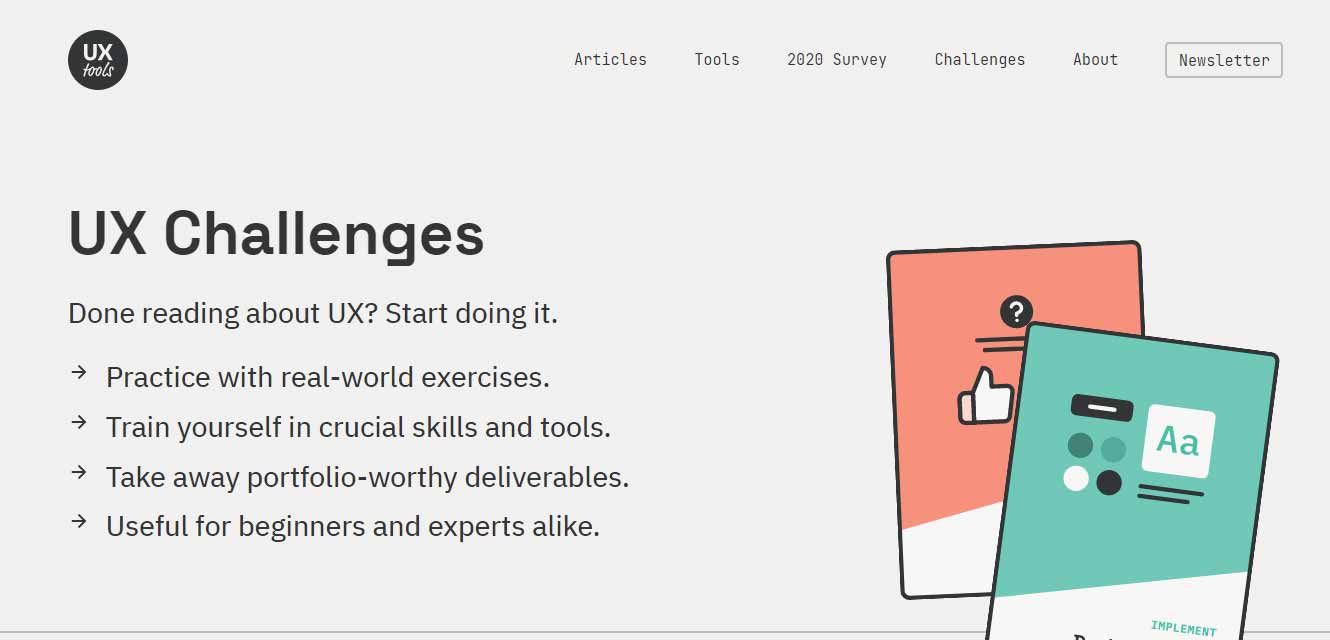 UX
tools
Articles Tools 2020 Survey Challenges About Newsletter
UX Challenges
Done reading about UX? Start doing it.
→ Practice with real-world exercises.
→ Train yourself in crucial skills and tools.
→ Take away portfolio-worthy deliverables.
→ Useful for beginners and experts alike.
?
Aa
IMPLEMENT